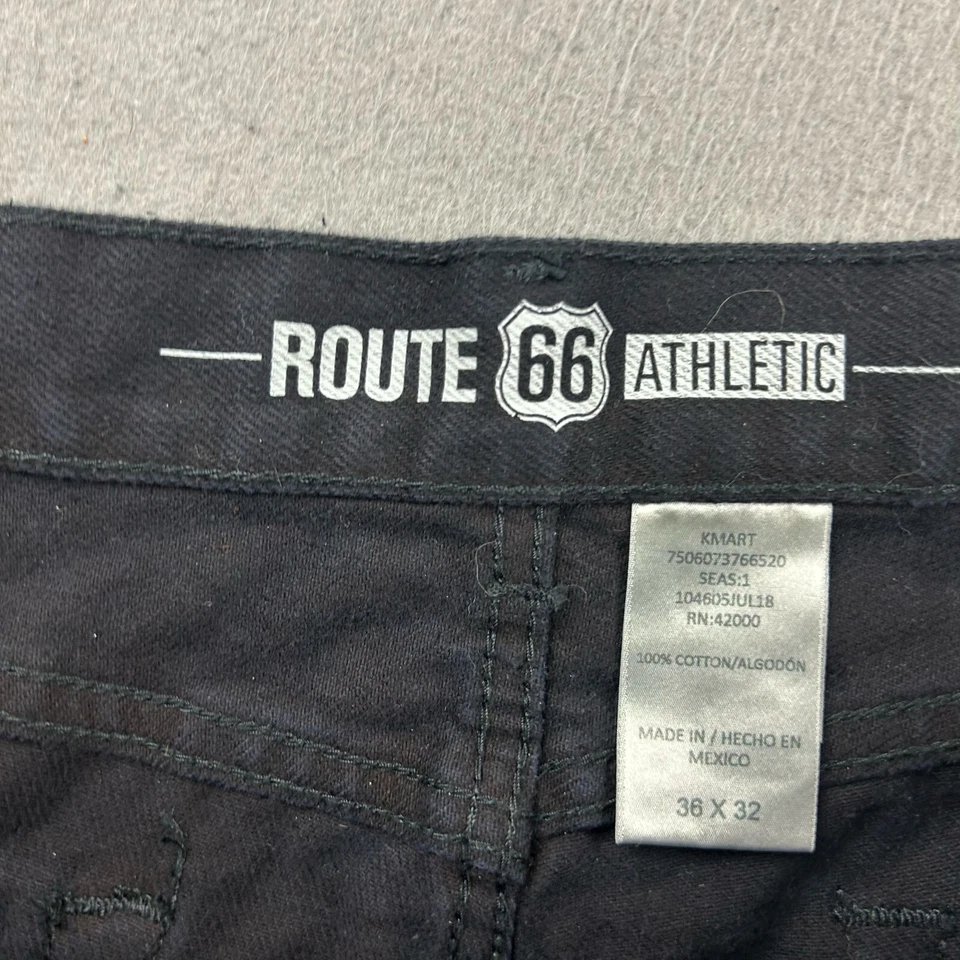 ROUTE 66 ATHLETIC
KMART
7506073766520
SEAS:1
104605JUL18
RN:42000
100% COTTON/ALGODÓN
MADE IN / HECHO EN
MEXICO
36 X 32